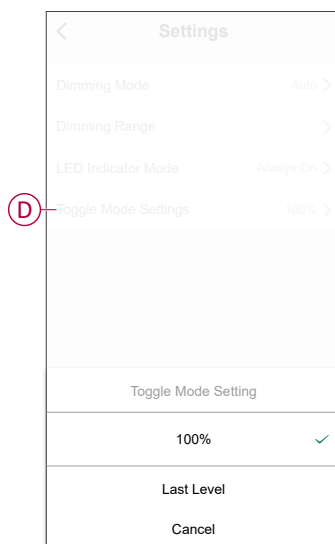 Settings
Dimming Mode Auto
Dimming Range
LED Indicator Mode Always On
D Toggle Mode Settings 100%
Toggle Mode Setting
100%
Last Level
Cancel